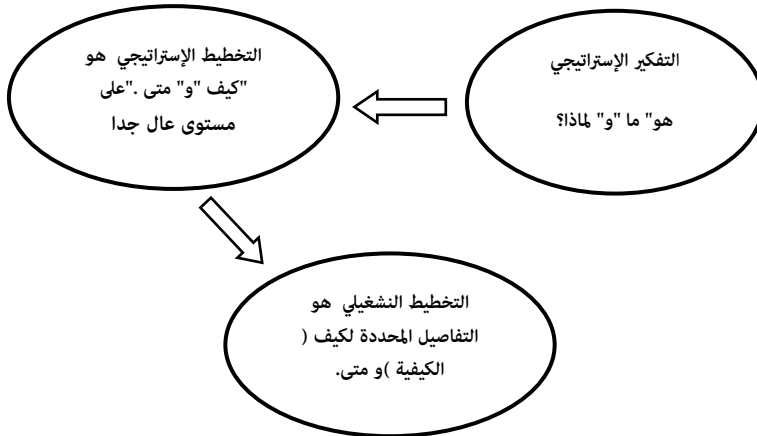 التفكير الإستراتيجي
هو" ما "و" لماذا؟
التخطيط الإستراتيجي هو
"كيف "و" متى ."على
مستوى عال جدا
التخطيط النشغيلي هو
التفاصيل المحددة لكيف (
الكيفية )و متى.